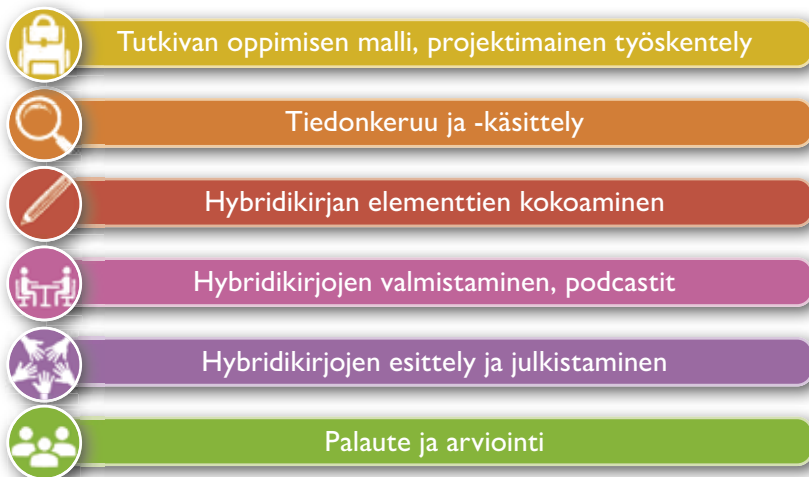 Tutkivan oppimisen malli, projektimainen työskentely
Tiedonkeruu ja -käsittely
Hybridikirjan elementtien kokoaminen
Hybridikirjojen valmistaminen, podcastit
Hybridikirjojen esittely ja julkistaminen
Palaute ja arviointi